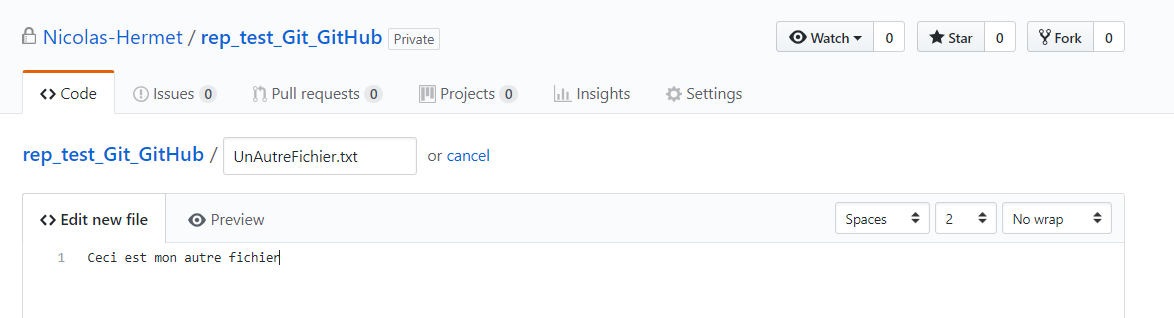 Nicolas-Hermet / rep_test_Git_GitHub Private Watch 0 Star 0 Fork 0
Code Issues 0 Pull requests 0 Projects 0 Insights Settings
rep_test_Git_GitHub / UnAutreFichier.txt or cancel
Edit new file Preview Spaces 2 No wrap
1 Ceci est mon autre fichier